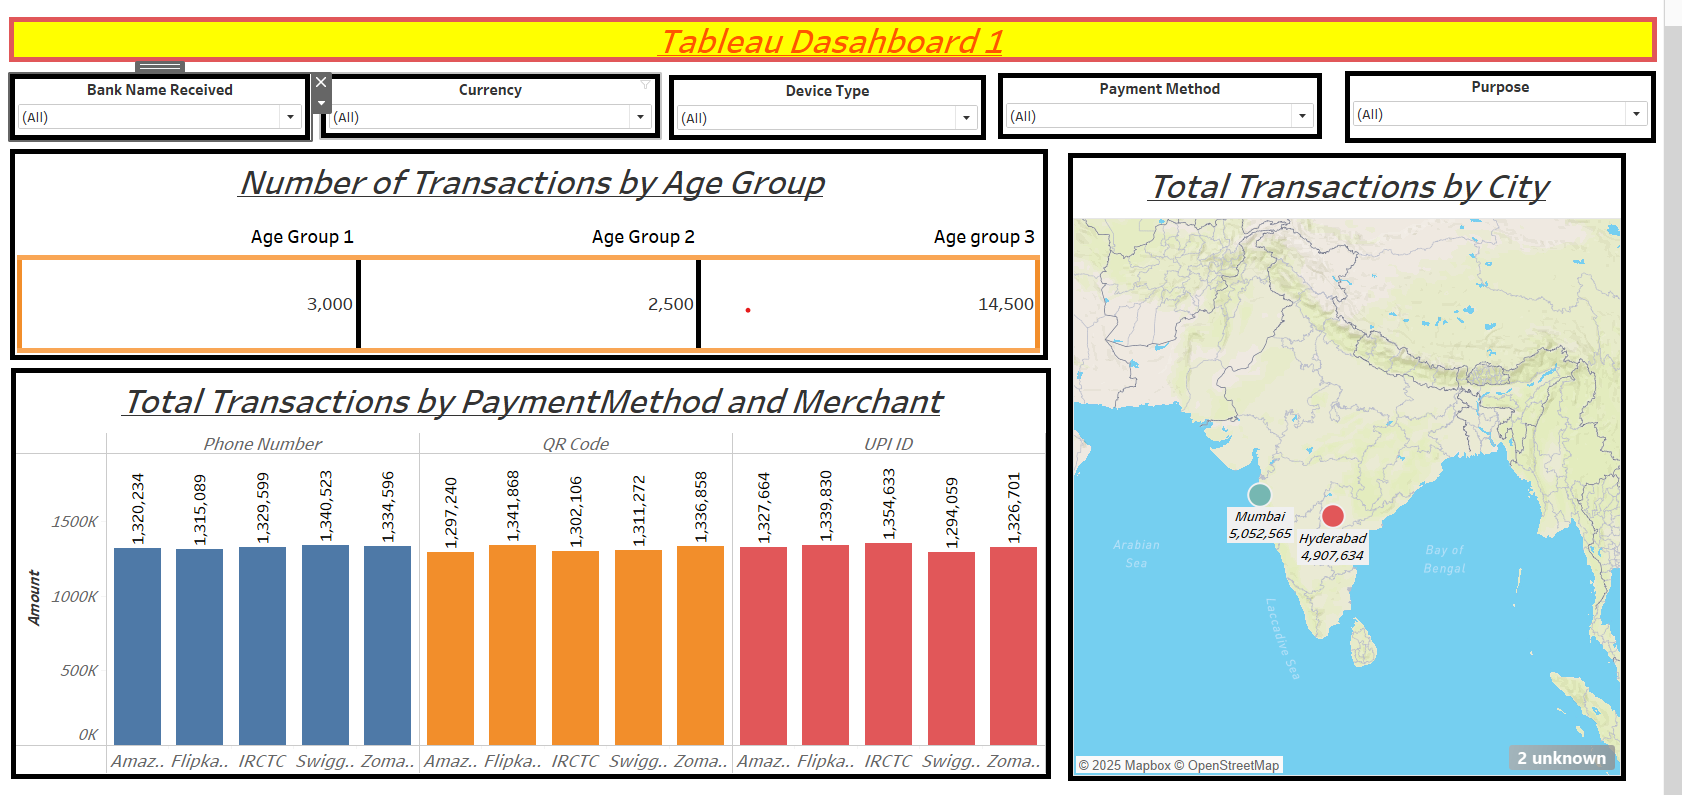 Tableau Dasahboard 1
Bank Name Received
(All)
Currency
(All)
Device Type
(All)
Payment Method
(All)
Purpose
(All)
Number of Transactions by Age Group
Age Group 1 Age Group 2 Age group 3
3,000 2,500 14,500
Total Transactions by PaymentMethod and Merchant
Phone Number QR Code UPI ID
Amount
1500K
1000K
500K
0K
1,320,234 1,315,089 1,329,599 1,340,523 1,334,596 1,297,240 1,341,868 1,302,106 1,311,272 1,336,858 1,327,664 1,339,830 1,354,633 1,294,059 1,326,701
Amaz.. Flipka.. IRCTC Swigg.. Zoma.. Amaz.. Flipka.. IRCTC Swigg.. Zoma.. Amaz.. Flipka.. IRCTC Swigg.. Zoma..
Total Transactions by City
Mumbai
5,052,565
Hyderabad
4,907,634
Arabian
Sea
Bay of
Bengal
Laccadive Sea
2 unknown
© 2025 Mapbox © OpenStreetMap